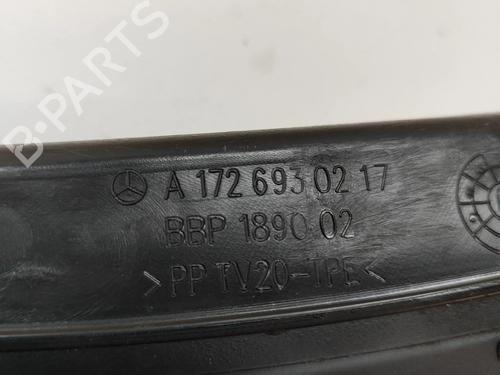 B-PARTS
A 172 693 02 17
BBP 1890 02
>PP TV20-TPE<